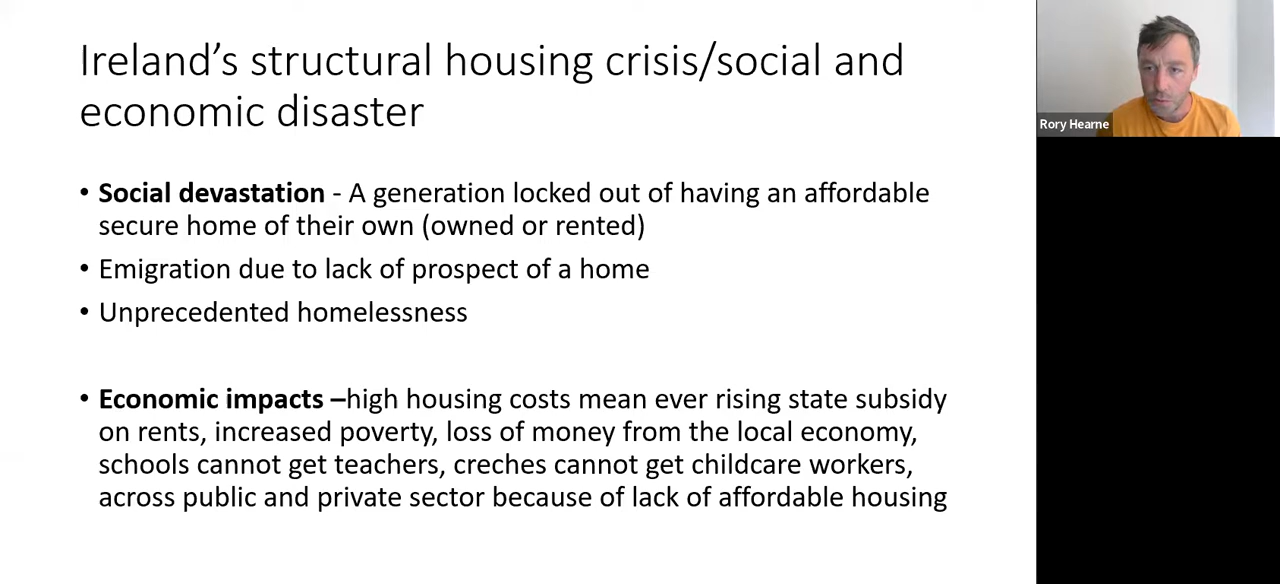 Ireland’s structural housing crisis/social and
economic disaster
• Social devastation - A generation locked out of having an affordable
secure home of their own (owned or rented)
• Emigration due to lack of prospect of a home
• Unprecedented homelessness
• Economic impacts –high housing costs mean ever rising state subsidy
on rents, increased poverty, loss of money from the local economy,
schools cannot get teachers, creches cannot get childcare workers,
across public and private sector because of lack of affordable housing
Rory Hearne